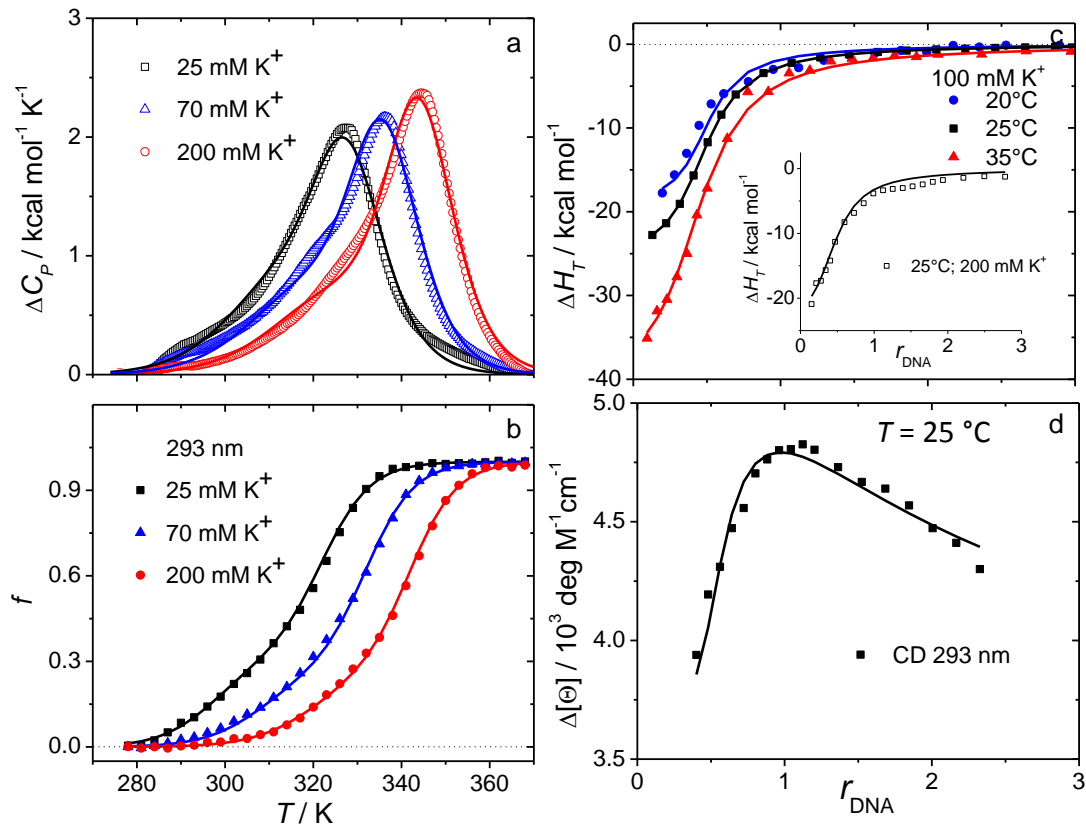 a
25 mM K⁺
70 mM K⁺
200 mM K⁺
ΔC_P / kcal mol⁻¹ K⁻¹
3
2
1
0
b
293 nm
25 mM K⁺
70 mM K⁺
200 mM K⁺
f
0.9
0.6
0.3
0.0
280 300 320 340 360
T / K
c
100 mM K⁺
20°C
25°C
35°C
ΔH_T / kcal mol⁻¹
0
-10
-20
-30
-40
ΔH_T / kcal mol⁻¹
0
-10
-20
25°C; 200 mM K⁺
0 1 2 3
r_DNA
d
T = 25 °C
CD 293 nm
Δ[Θ] / 10³ deg M⁻¹cm⁻¹
5.0
4.5
4.0
3.5
0 1 2 3
r_DNA